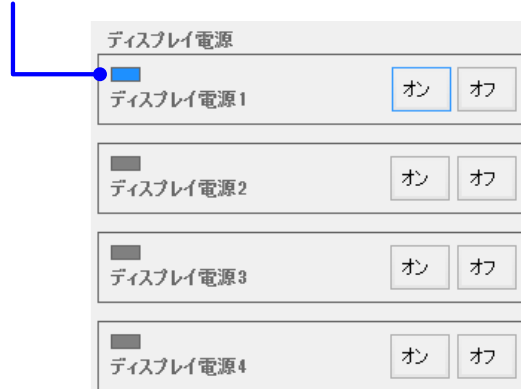 ディスプレイ電源
ディスプレイ電源1 オン オフ
ディスプレイ電源2 オン オフ
ディスプレイ電源3 オン オフ
ディスプレイ電源4 オン オフ